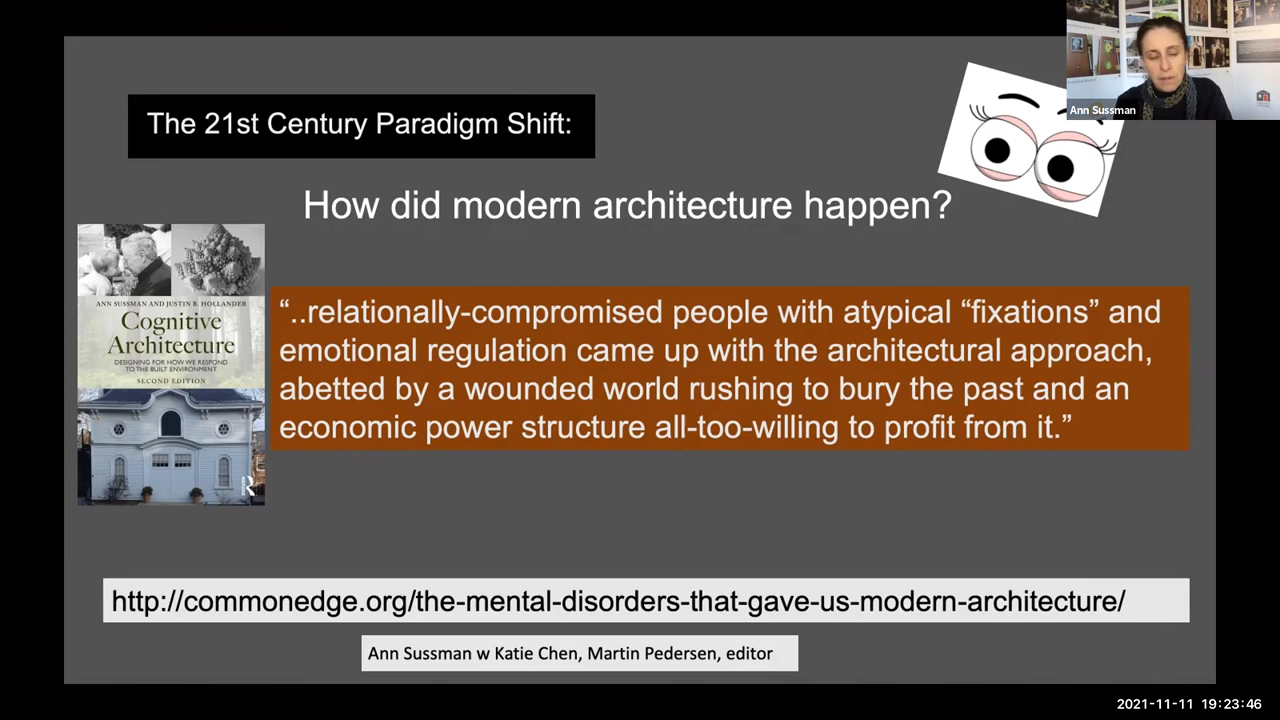 Ann Sussman
The 21st Century Paradigm Shift:
How did modern architecture happen?
ANN SUSSMAN AND JUSTIN B. HOLLANDER
Cognitive
Architecture
DESIGNING FOR HOW WE RESPOND
TO THE BUILT ENVIRONMENT
SECOND EDITION
R
“..relationally-compromised people with atypical “fixations” and
emotional regulation came up with the architectural approach,
abetted by a wounded world rushing to bury the past and an
economic power structure all-too-willing to profit from it.”
http://commonedge.org/the-mental-disorders-that-gave-us-modern-architecture/
Ann Sussman w Katie Chen, Martin Pedersen, editor
2021-11-11 19:23:46